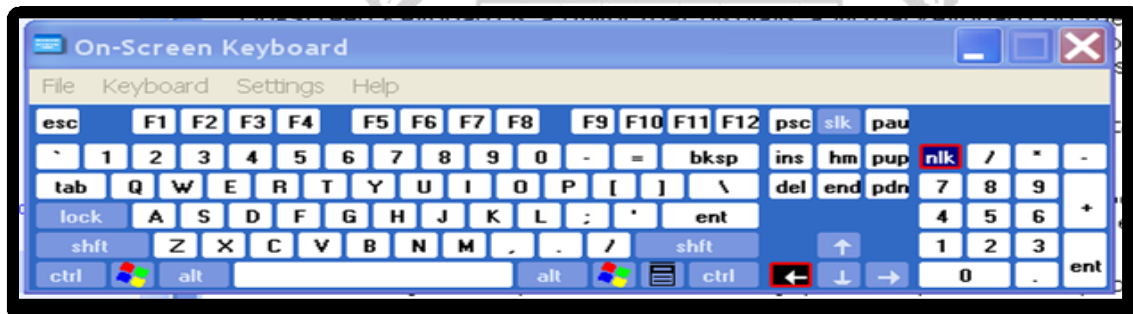 On-Screen Keyboard
File Keyboard Settings Help
esc F1 F2 F3 F4 F5 F6 F7 F8 F9 F10 F11 F12 psc slk pau
` 1 2 3 4 5 6 7 8 9 0 - = bksp ins hm pup nlk / * -
tab Q W E R T Y U I O P [ ] \ del end pdn 7 8 9 +
lock A S D F G H J K L ; ' ent 4 5 6
shft Z X C V B N M , . / shft ↑ 1 2 3 ent
ctrl alt alt ctrl ← ↓ → 0 .